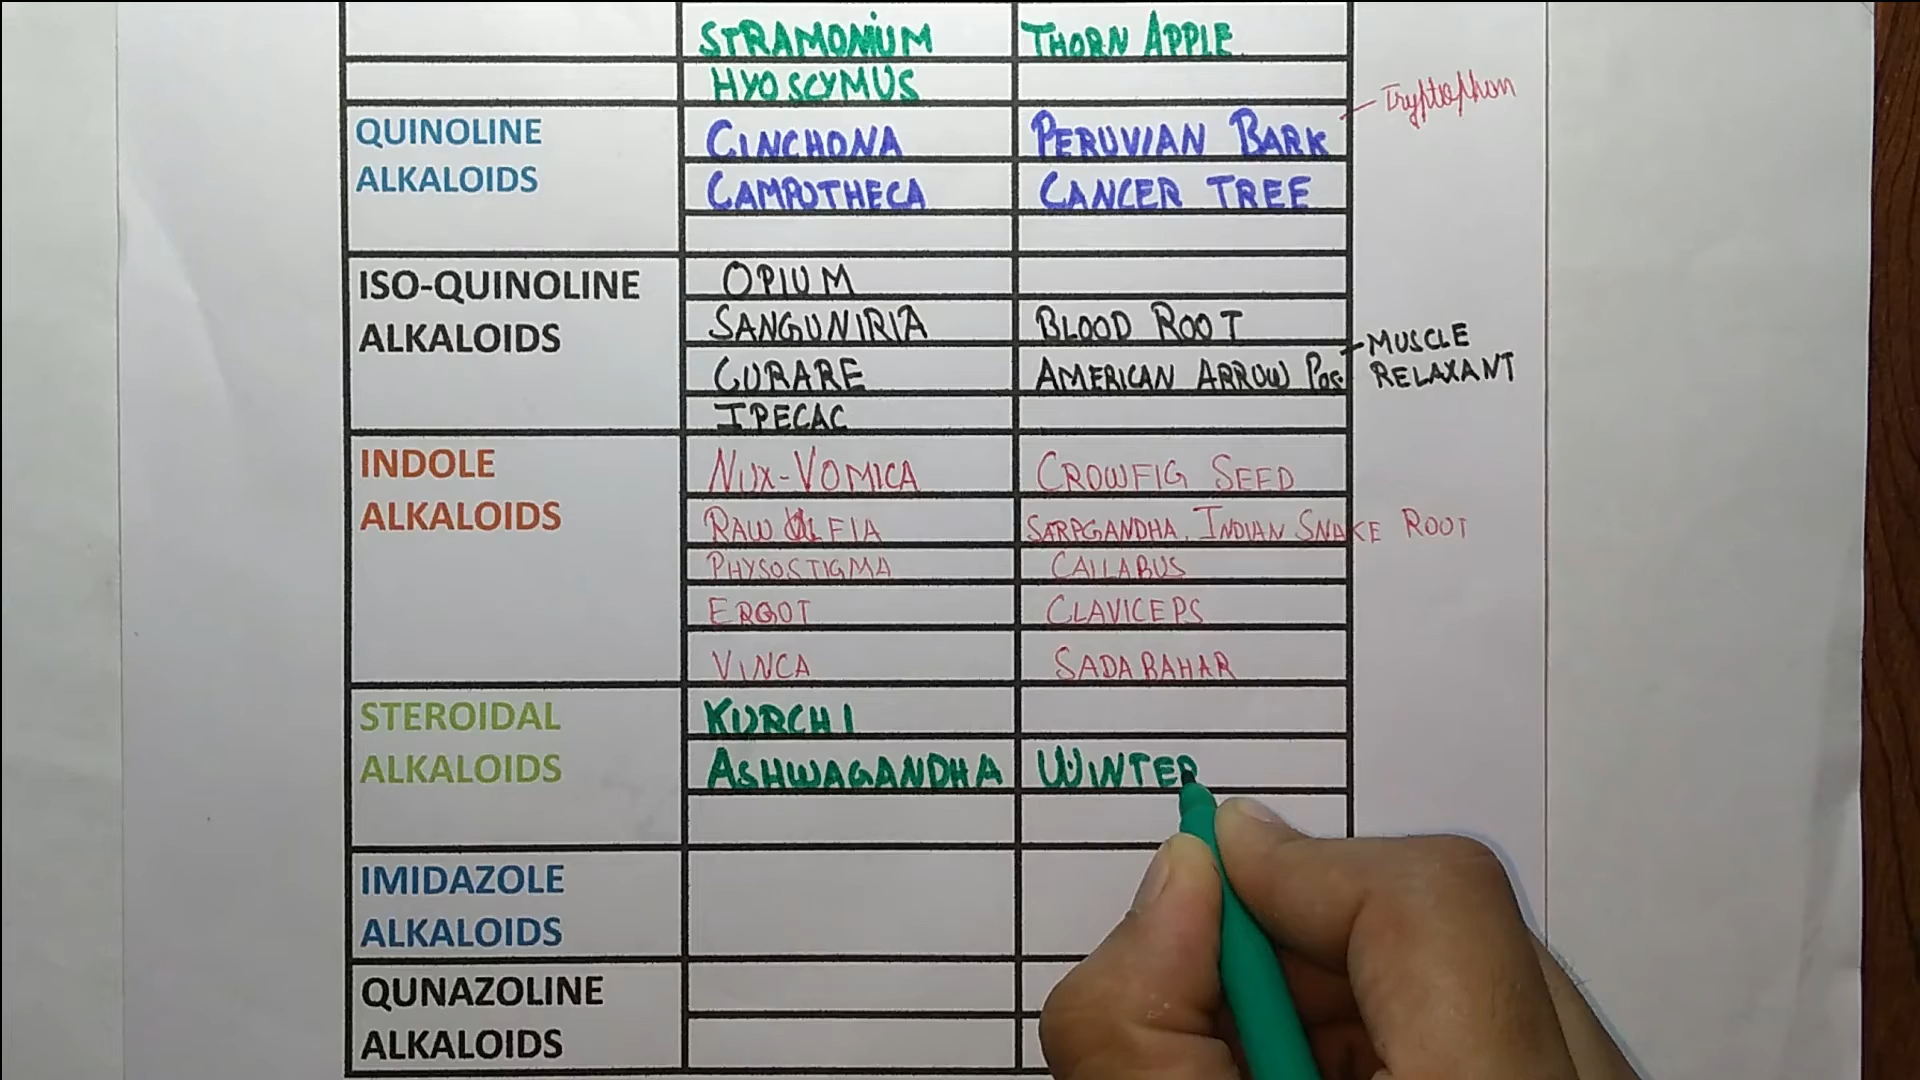 STRAMONIUM THORN APPLE
HYOSCYMUS
Tryptophan
QUINOLINE CINCHONA PERUVIAN BARK
ALKALOIDS CAMPOTHECA CANCER TREE
ISO-QUINOLINE OPIUM
ALKALOIDS SANGUNIRIA BLOOD ROOT MUSCLE
CURARE AMERICAN ARROW POS RELAXANT
IPECAC
INDOLE NUX-VOMICA CROWFIG SEED
ALKALOIDS RAWOLFIA SARPGANDHA, INDIAN SNAKE ROOT
PHYSOSTIGMA CALLABUS
ERGOT CLAVICEPS
VINCA SADABAHAR
STEROIDAL KURCHI
ALKALOIDS ASHWAGANDHA WINTER
IMIDAZOLE
ALKALOIDS
QUNAZOLINE
ALKALOIDS